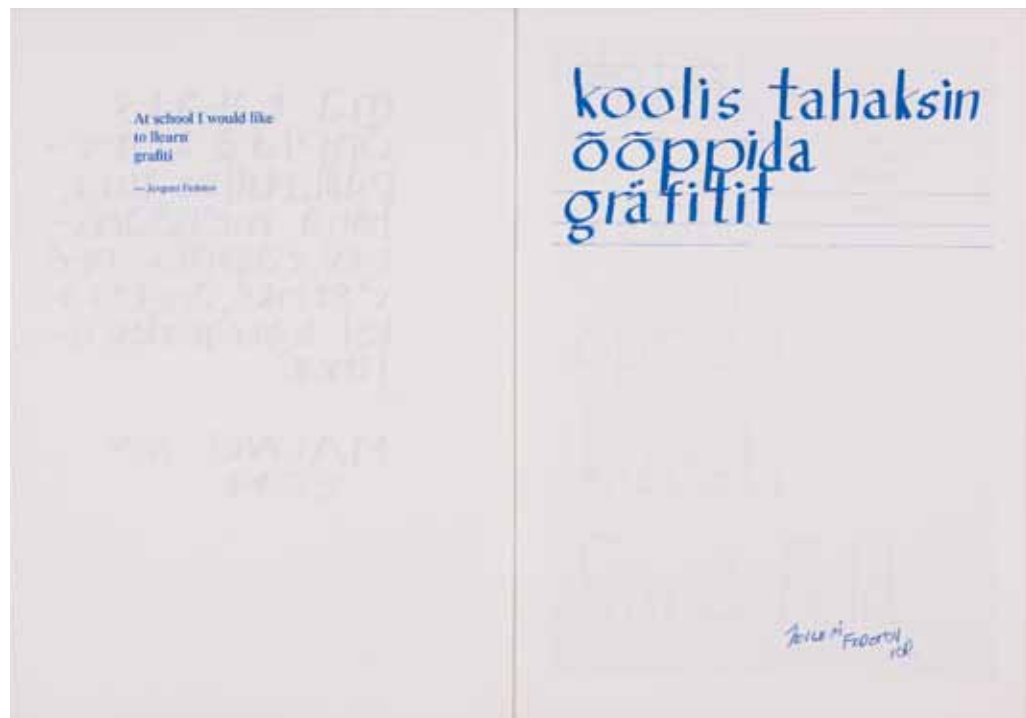 At school I would like
to llearn
grafiti
koolis tahaksin
õõppida
gräfitit